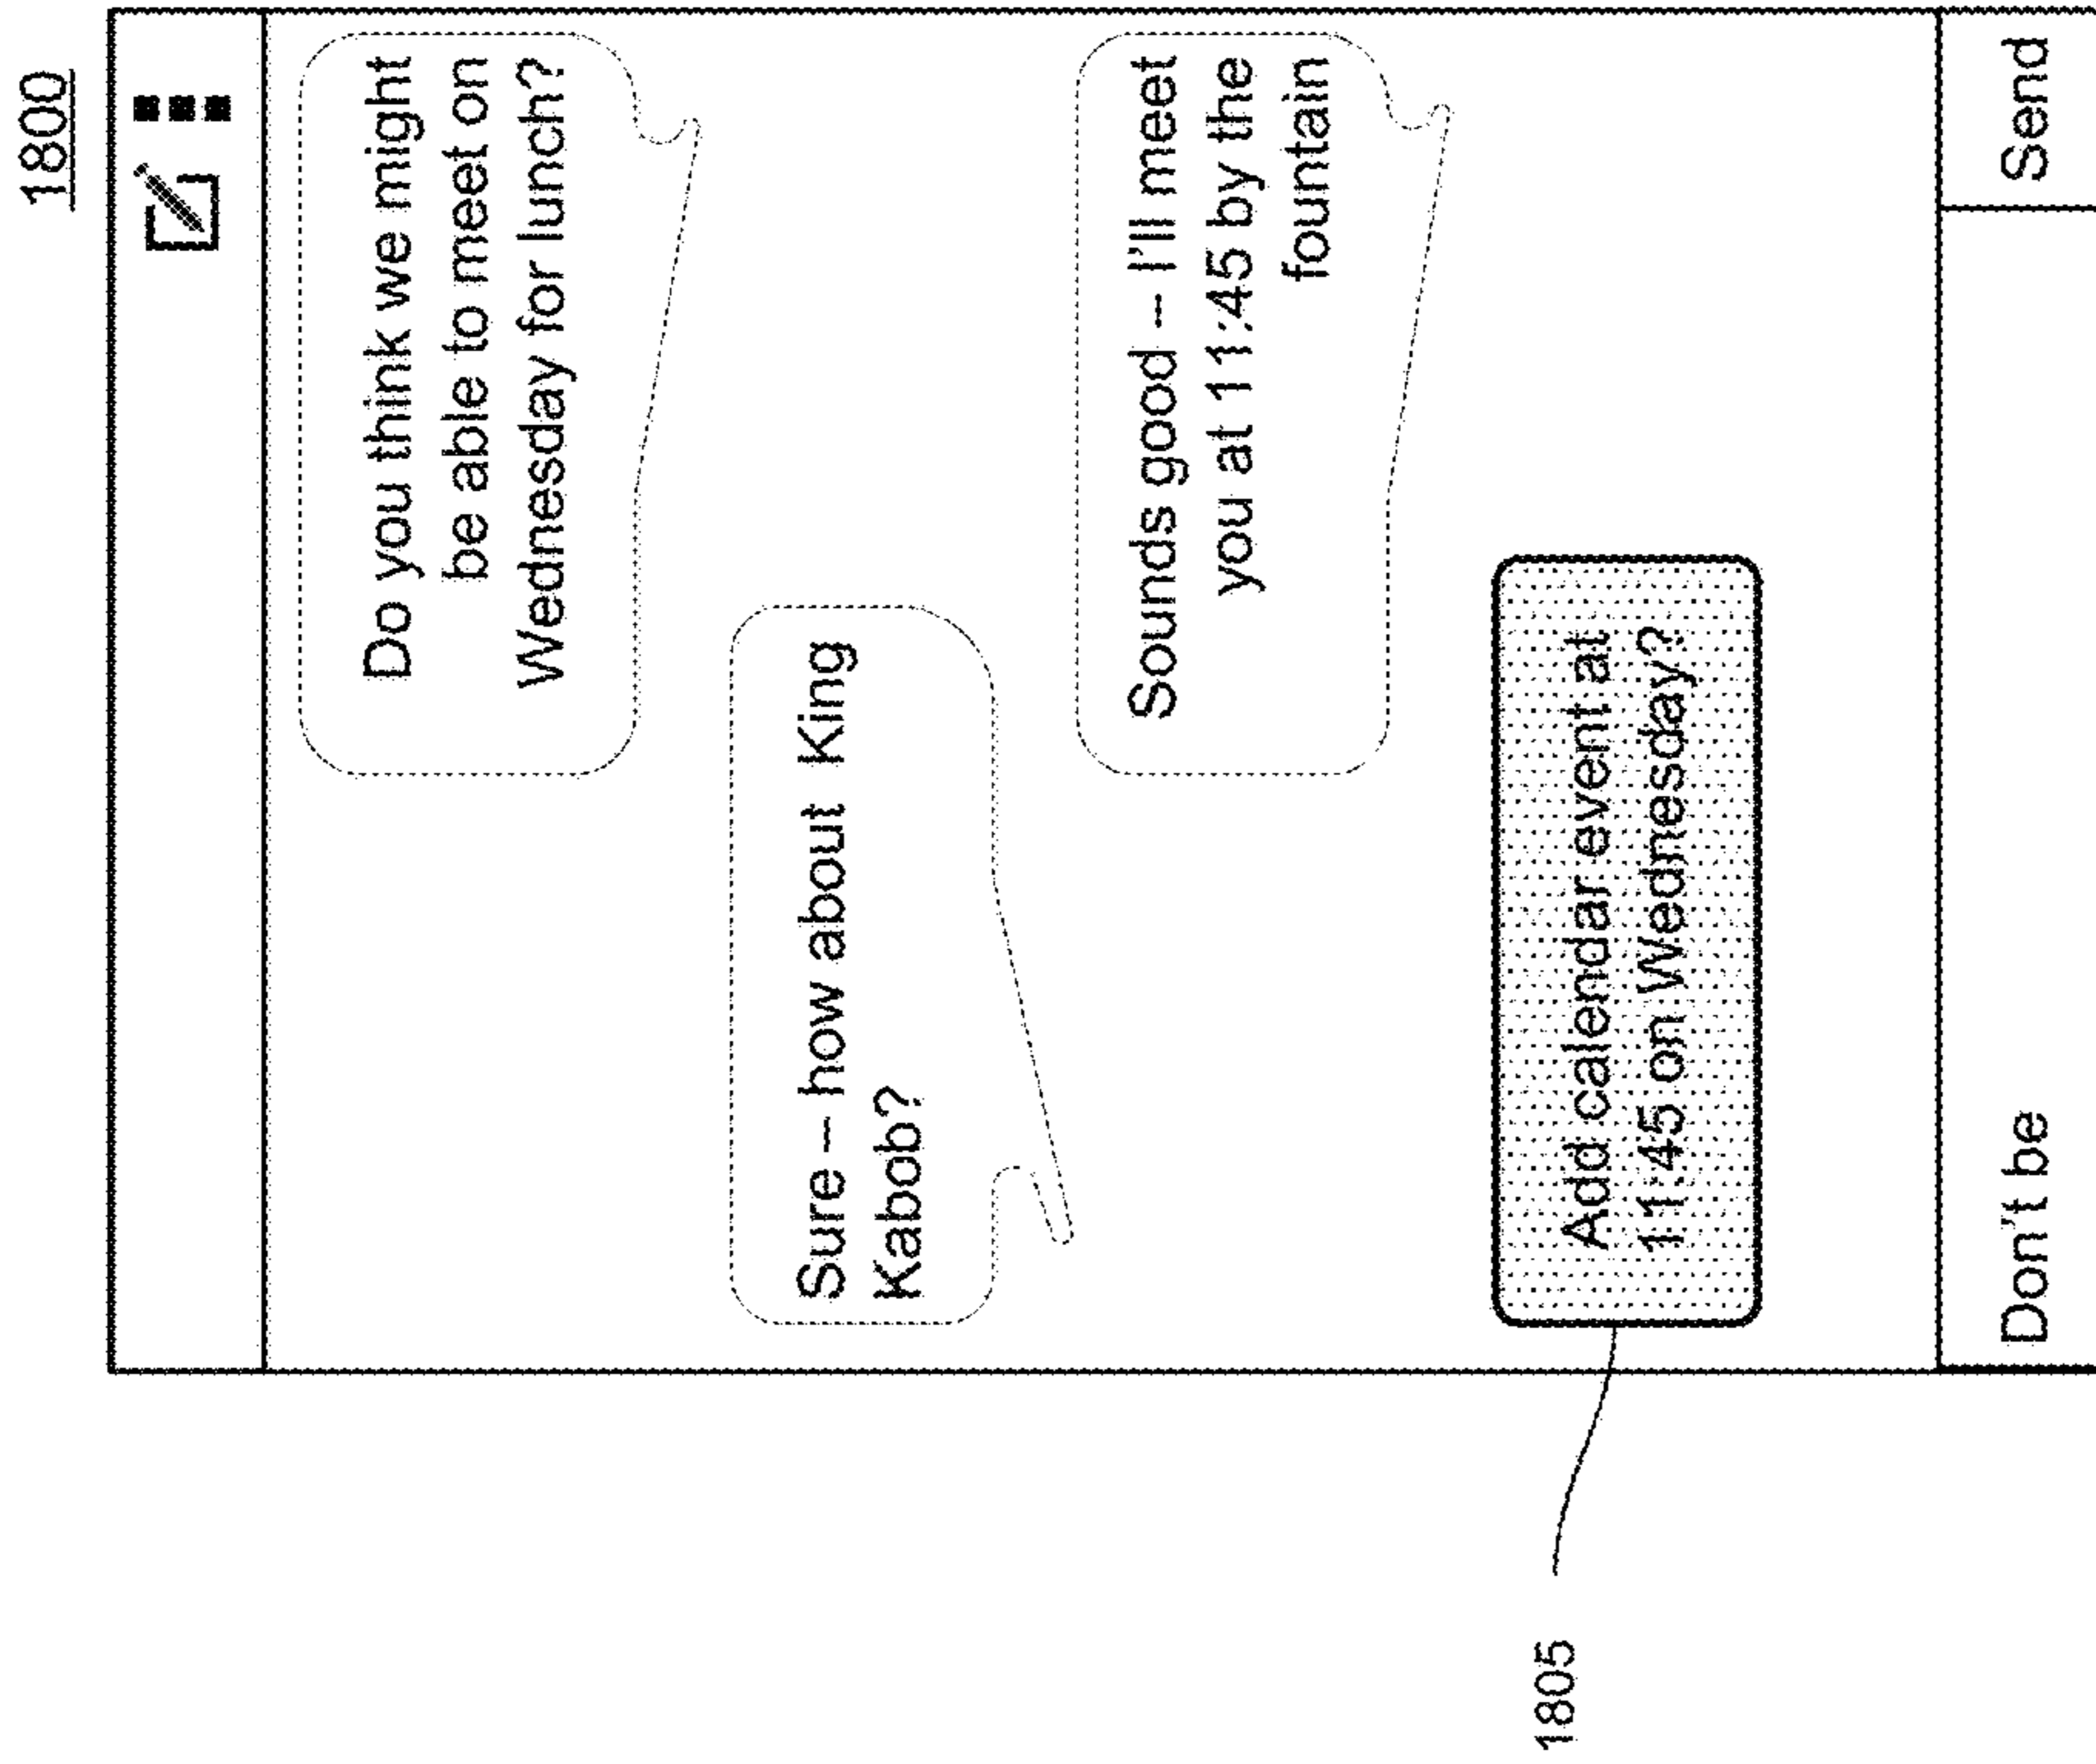 1800
Do you think we might
be able to meet on
Wednesday for lunch?
Sure – how about King
Kabob?
Sounds good -- I'll meet
you at 11:45 by the
fountain
Add calendar event at
11:45 on Wednesday?
1805
Don't be
Send